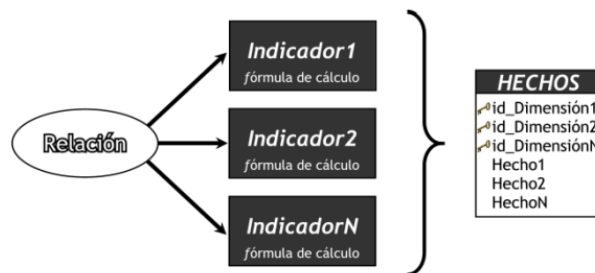 Relación
Indicador1
fórmula de cálculo
Indicador2
fórmula de cálculo
IndicadorN
fórmula de cálculo
HECHOS
id_Dimensión1
id_Dimensión2
id_DimensiónN
Hecho1
Hecho2
HechoN